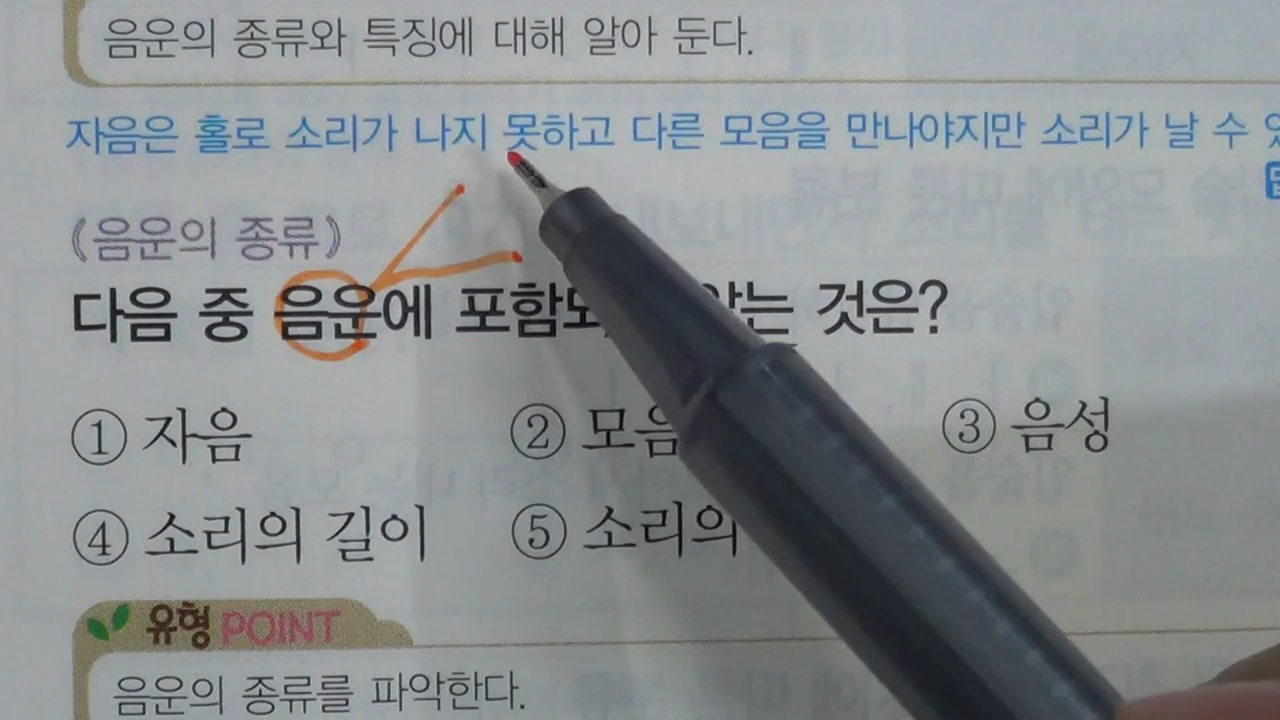 음운의 종류와 특징에 대해 알아 둔다.
자음은 홀로 소리가 나지 못하고 다른 모음을 만나야지만 소리가 날 수
《음운의 종류》
다음 중 음운에 는 것은?
① 자음 ② 모음 ③ 음성
④ 소리의 길이 ⑤ 소리의
유형 POINT
음운의 종류를 파악한다.